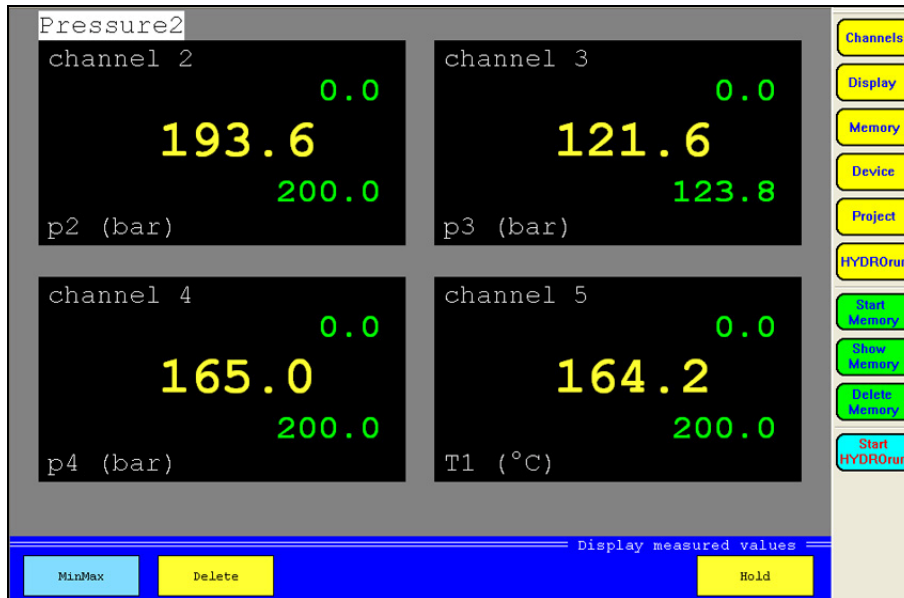 Pressure2
channel 2
0.0
193.6
200.0
p2 (bar)
channel 3
0.0
121.6
123.8
p3 (bar)
channel 4
0.0
165.0
200.0
p4 (bar)
channel 5
0.0
164.2
200.0
T1 (°C)
Display measured values
MinMax
Delete
Hold
Channels
Display
Memory
Device
Project
HYDROrun
Start
Memory
Show
Memory
Delete
Memory
Start
HYDROrun